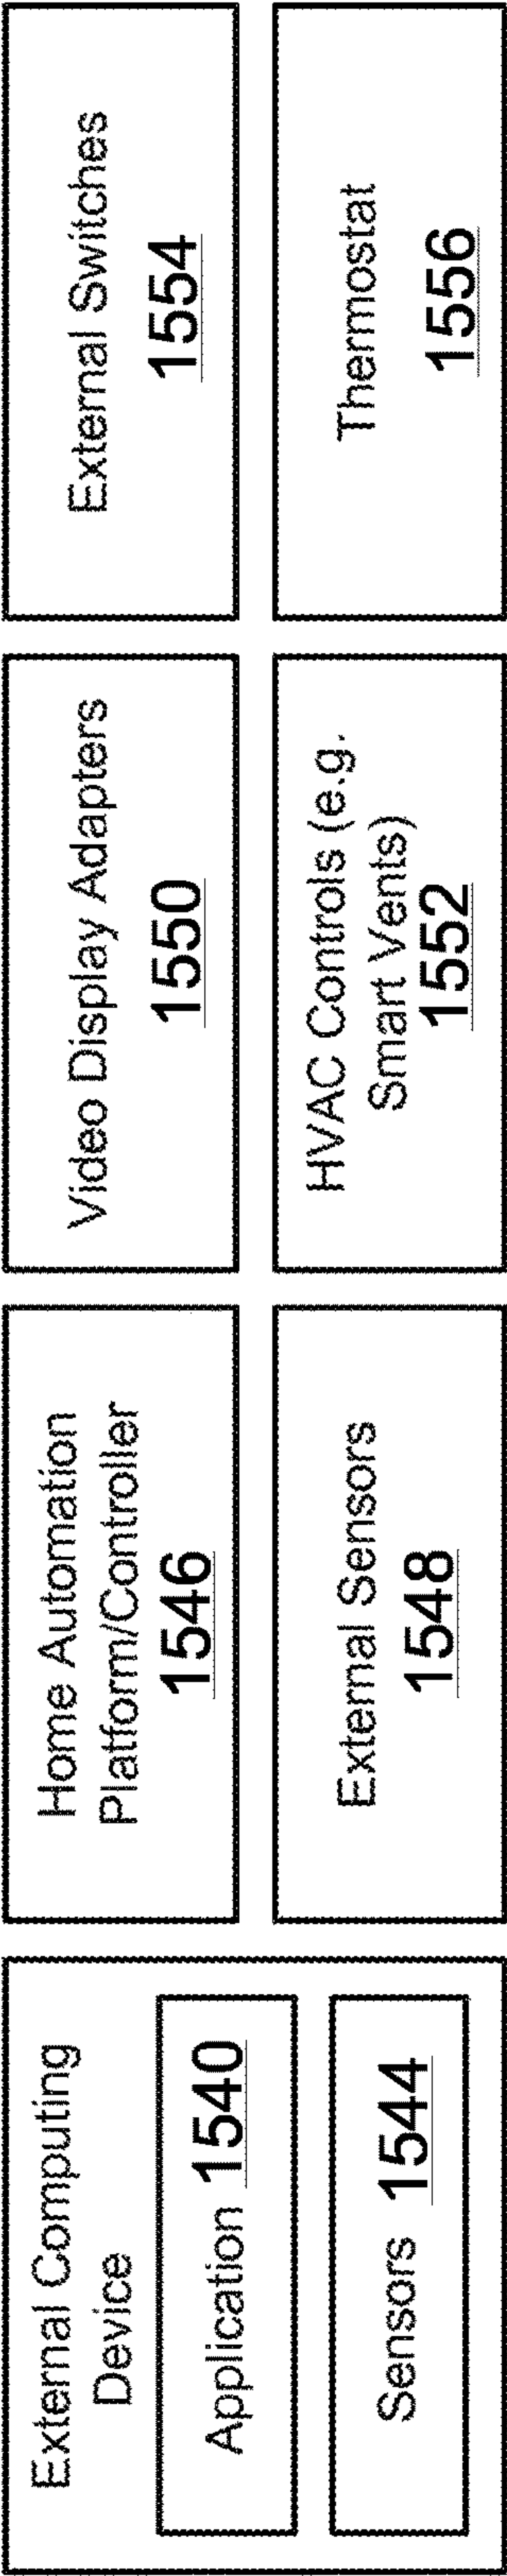 External Computing
Device
Application 1540
Sensors 1544
Home Automation
Platform/Controller
1546
External Sensors
1548
Video Display Adapters
1550
HVAC Controls (e.g.
Smart Vents)
1552
External Switches
1554
Thermostat
1556